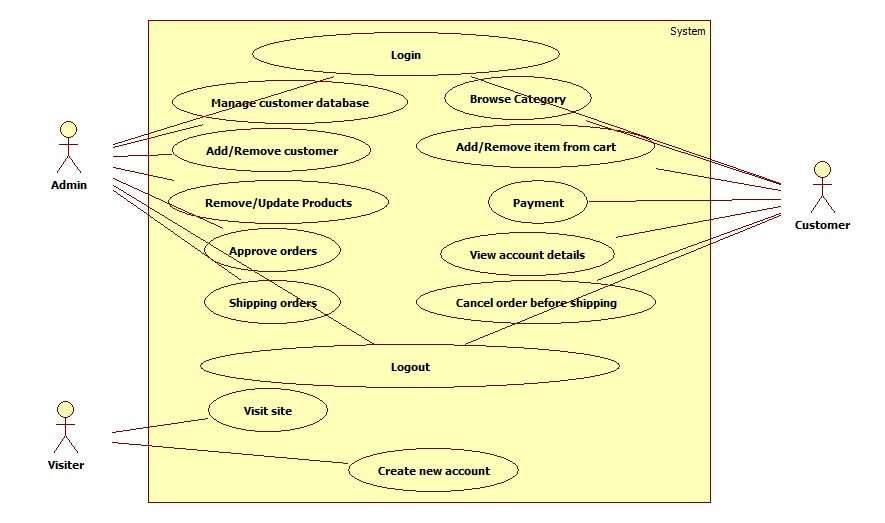 System
Login
Manage customer database
Browse Category
Add/Remove customer
Add/Remove item from cart
Admin
Remove/Update Products
Payment
Customer
Approve orders
View account details
Shipping orders
Cancel order before shipping
Logout
Visit site
Visiter
Create new account